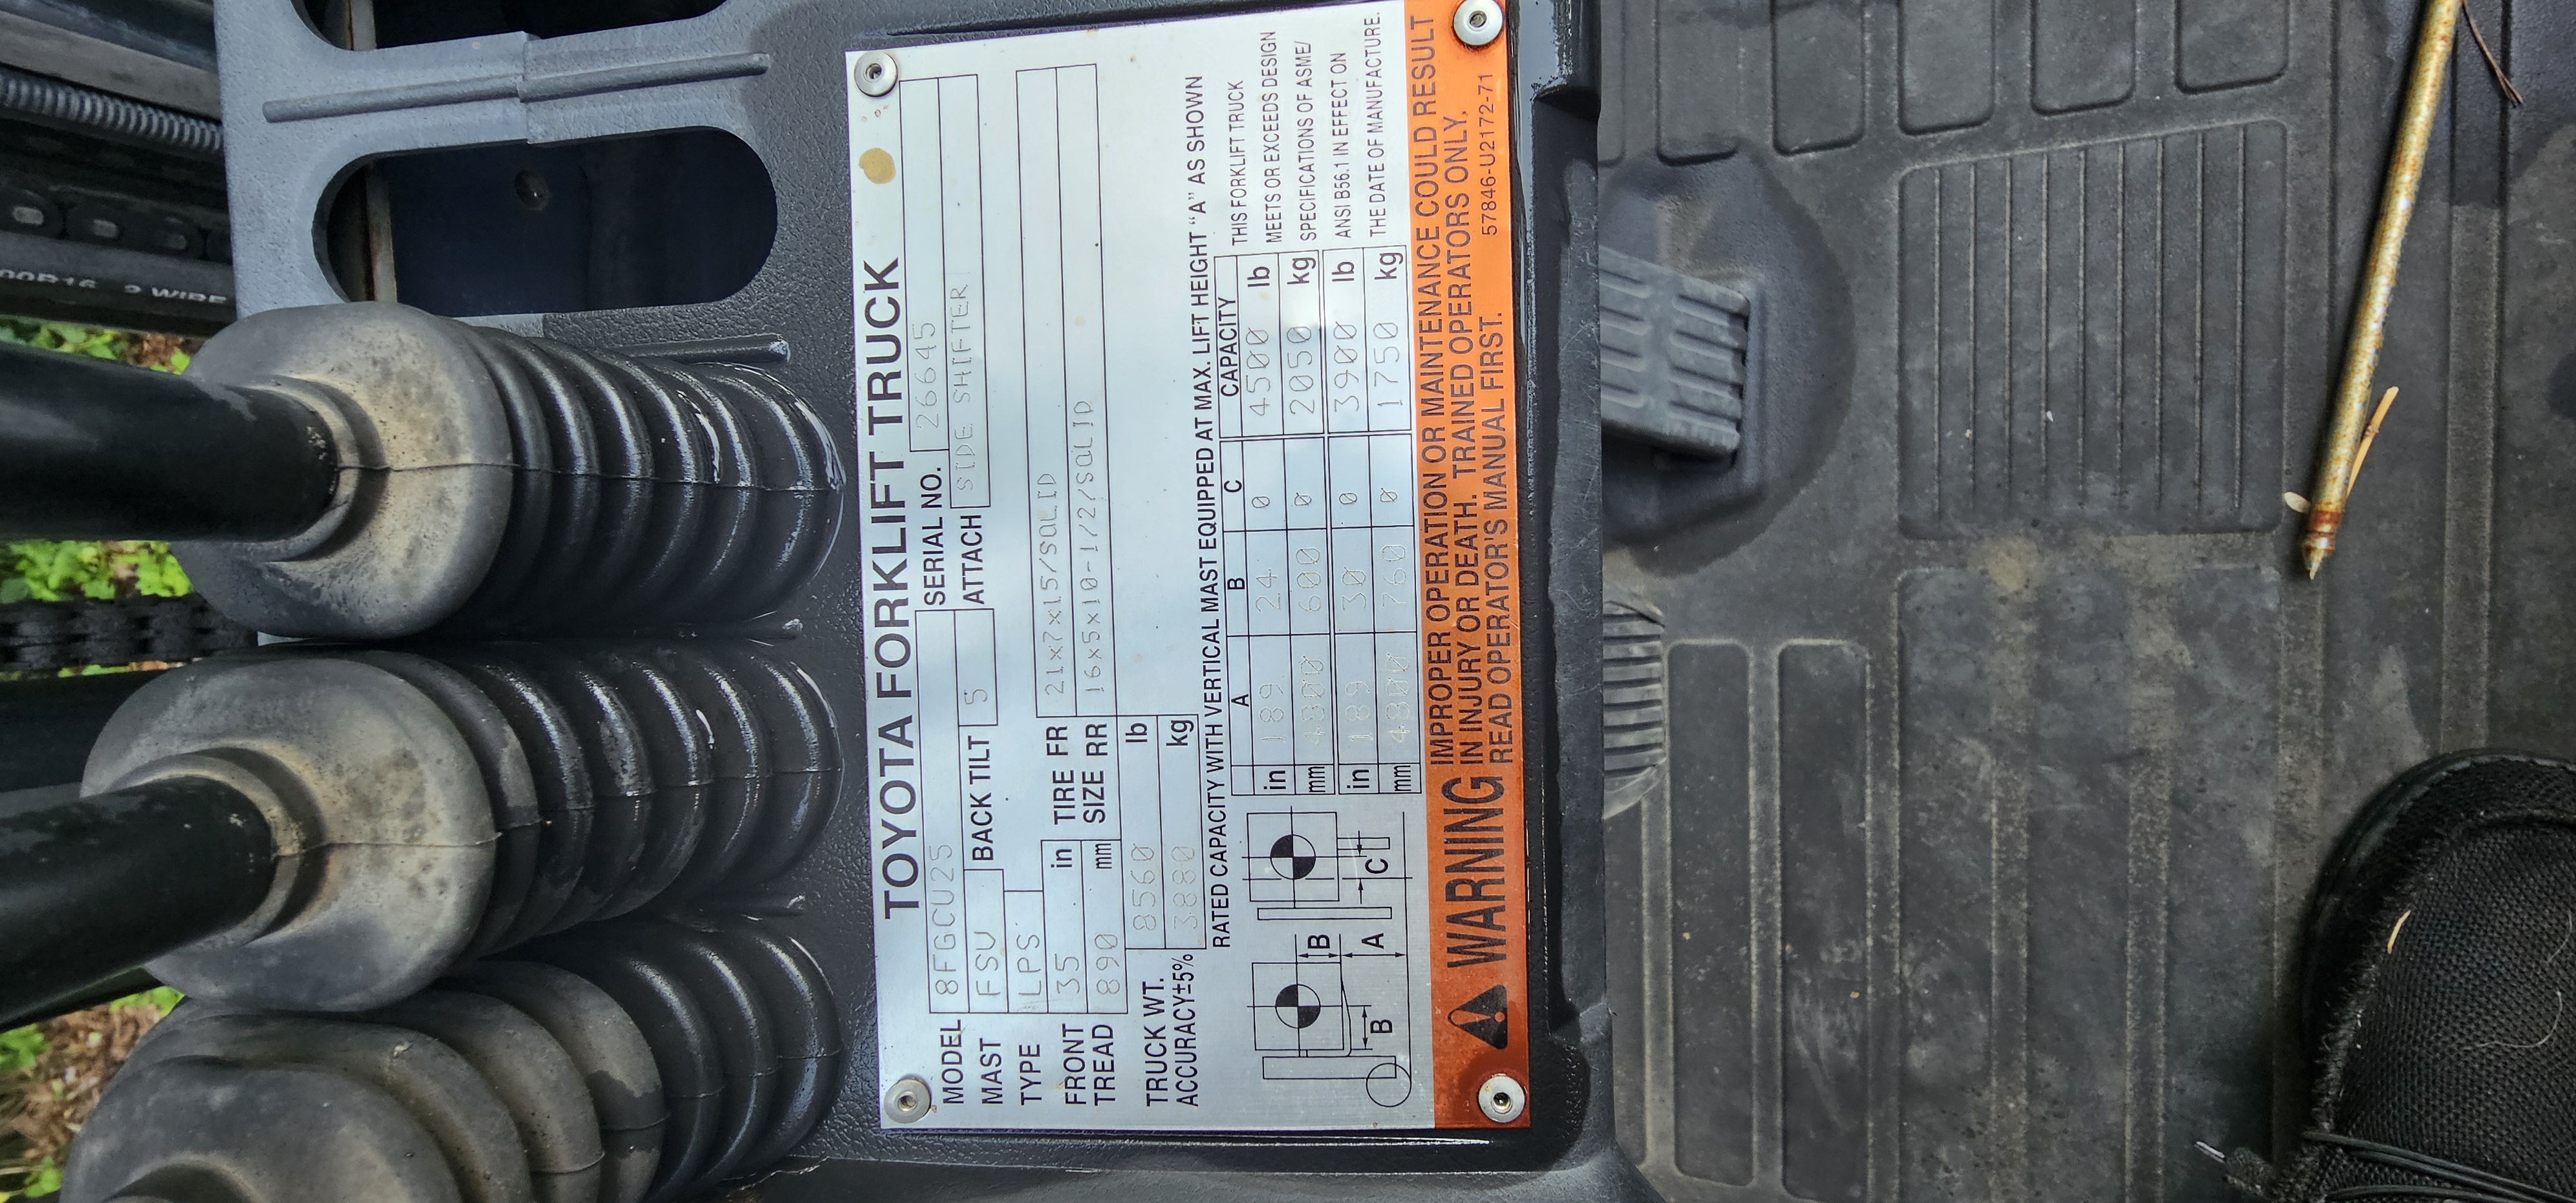 TOYOTA FORKLIFT TRUCK
MODEL 8FGCU25 SERIAL NO. 26645
MAST FSV BACK TILT 5 ATTACH SIDE SHIFTER
TYPE LPS
FRONT TREAD 35 in TIRE SIZE FR 21x7x15/SOLID
890 mm RR 16x5x10-1/2/SOLID
TRUCK WT. 8560 lb
ACCURACY±5% 3880 kg
RATED CAPACITY WITH VERTICAL MAST EQUIPPED AT MAX. LIFT HEIGHT "A" AS SHOWN
A B C CAPACITY
in 189 24 0 4500 lb
mm 4800 600 0 2050 kg
in 189 30 0 3900 lb
mm 4800 760 0 1750 kg
B A B C
THIS FORKLIFT TRUCK
MEETS OR EXCEEDS DESIGN
SPECIFICATIONS OF ASME/
ANSI B56.1 IN EFFECT ON
THE DATE OF MANUFACTURE.
WARNING
IMPROPER OPERATION OR MAINTENANCE COULD RESULT
IN INJURY OR DEATH. TRAINED OPERATORS ONLY.
READ OPERATOR'S MANUAL FIRST. 57846-U2172-71
2 WIRE